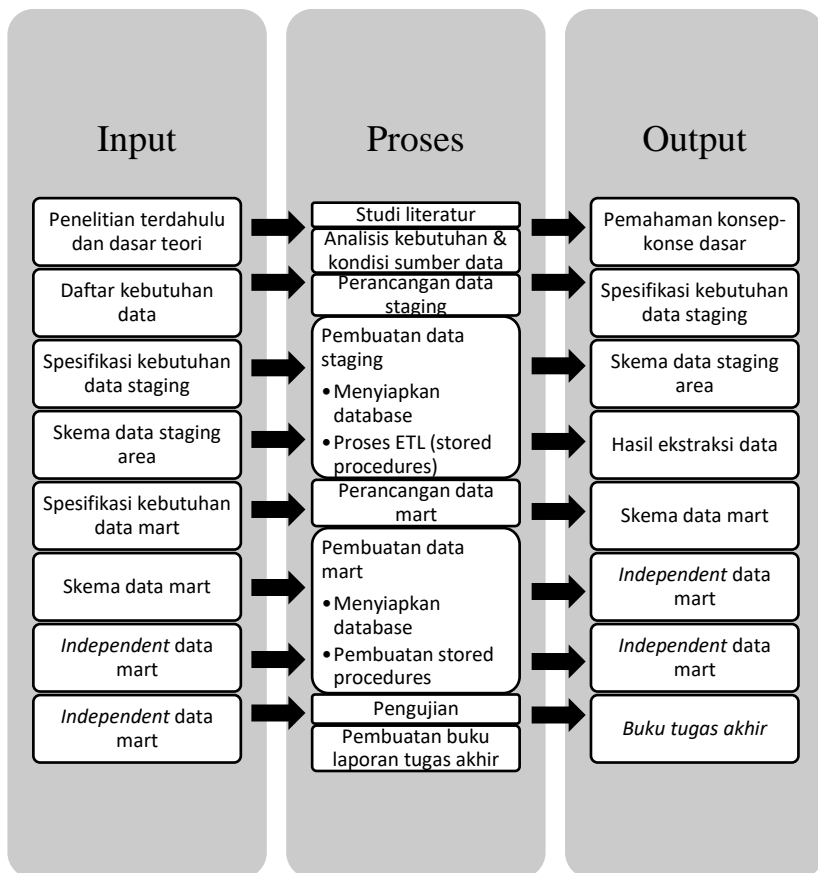 Input
Penelitian terdahulu
dan dasar teori
Daftar kebutuhan
data
Spesifikasi kebutuhan
data staging
Skema data staging
area
Spesifikasi kebutuhan
data mart
Skema data mart
Independent data
mart
Independent data
mart
Proses
Studi literatur
Analisis kebutuhan &
kondisi sumber data
Perancangan data
staging
Pembuatan data
staging
•Menyiapkan
database
•Proses ETL (stored
procedures)
Perancangan data
mart
Pembuatan data
mart
•Menyiapkan
database
•Pembuatan stored
procedures
Pengujian
Pembuatan buku
laporan tugas akhir
Output
Pemahaman konsep-
konse dasar
Spesifikasi kebutuhan
data staging
Skema data staging
area
Hasil ekstraksi data
Skema data mart
Independent data
mart
Independent data
mart
Buku tugas akhir